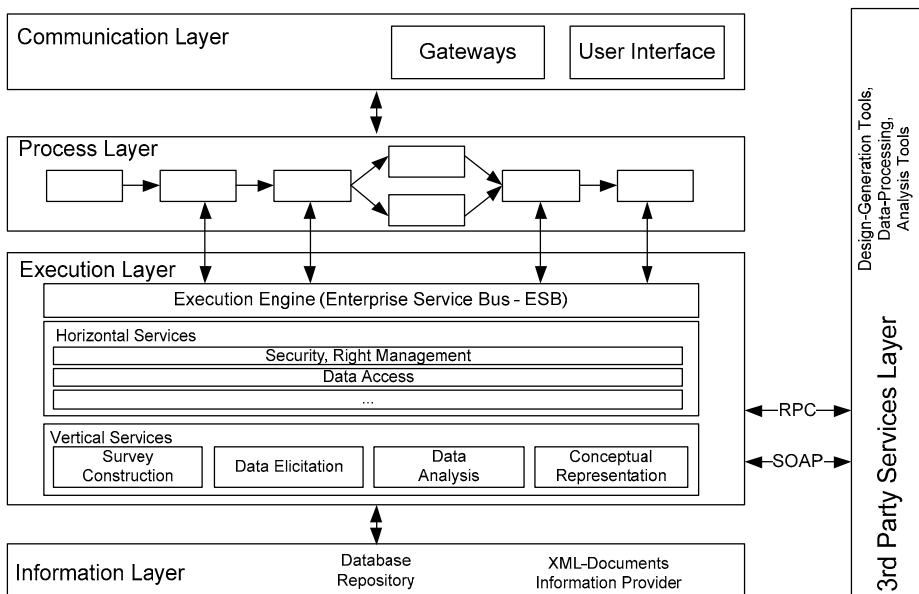 Communication Layer
Gateways
User Interface
Process Layer
Execution Layer
Execution Engine (Enterprise Service Bus - ESB)
Horizontal Services
Security, Right Management
Data Access
...
Vertical Services
Survey
Construction
Data Elicitation
Data
Analysis
Conceptual
Representation
Information Layer
Database
Repository
XML-Documents
Information Provider
RPC
SOAP
3rd Party Services Layer
Design-Generation Tools,
Data-Processing,
Analysis Tools